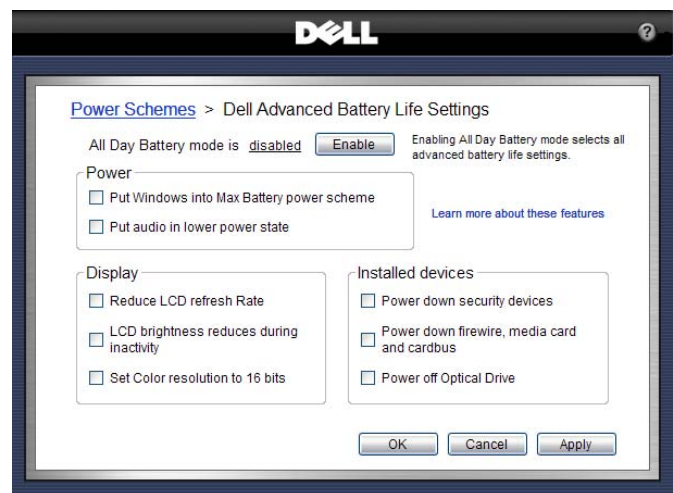 DELL
?
Power Schemes > Dell Advanced Battery Life Settings
All Day Battery mode is disabled Enable
Enabling All Day Battery mode selects all
advanced battery life settings.
Power
Put Windows into Max Battery power scheme
Put audio in lower power state
Learn more about these features
Display
Reduce LCD refresh Rate
LCD brightness reduces during
inactivity
Set Color resolution to 16 bits
Installed devices
Power down security devices
Power down firewire, media card
and cardbus
Power off Optical Drive
OK Cancel Apply